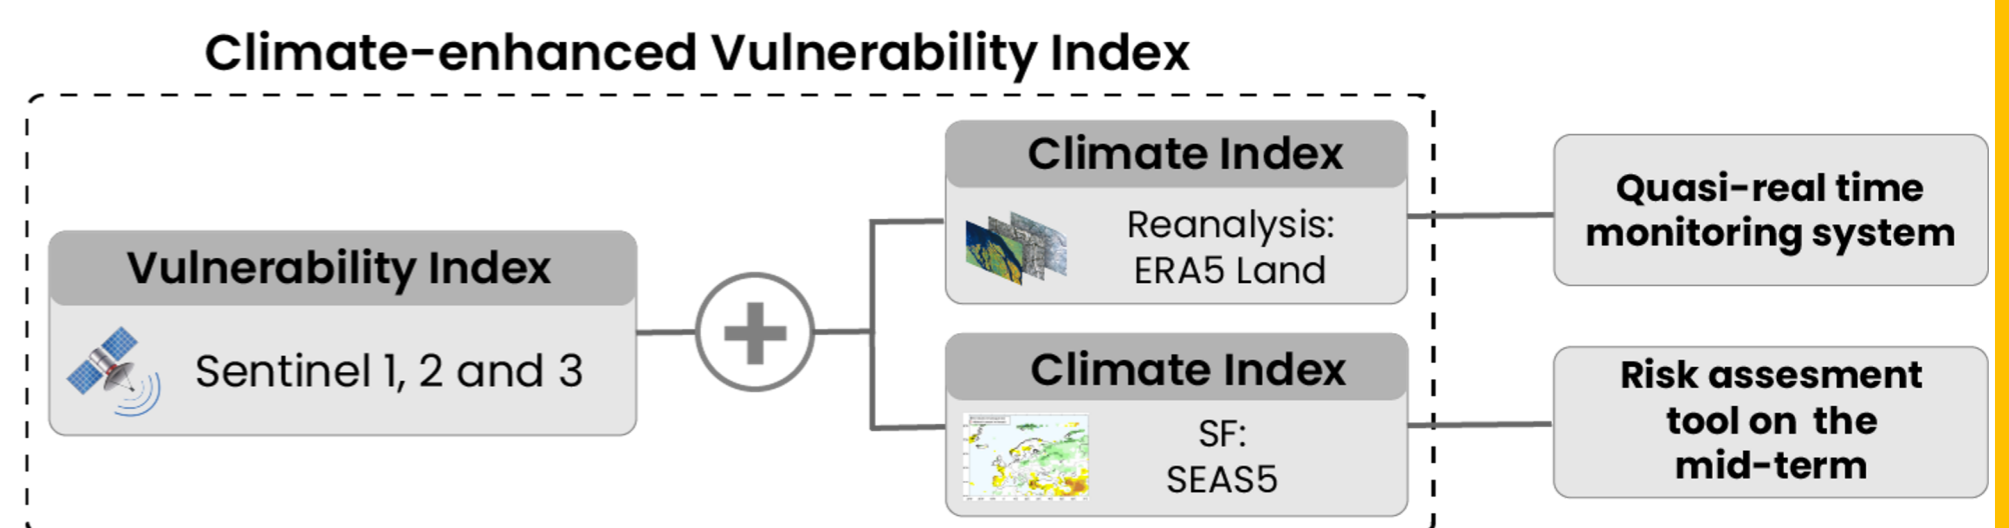 Climate-enhanced Vulnerability Index
Vulnerability Index
Sentinel 1, 2 and 3
Climate Index
Reanalysis:
ERA5 Land
Climate Index
SF:
SEAS5
Quasi-real time
monitoring system
Risk assesment
tool on the
mid-term